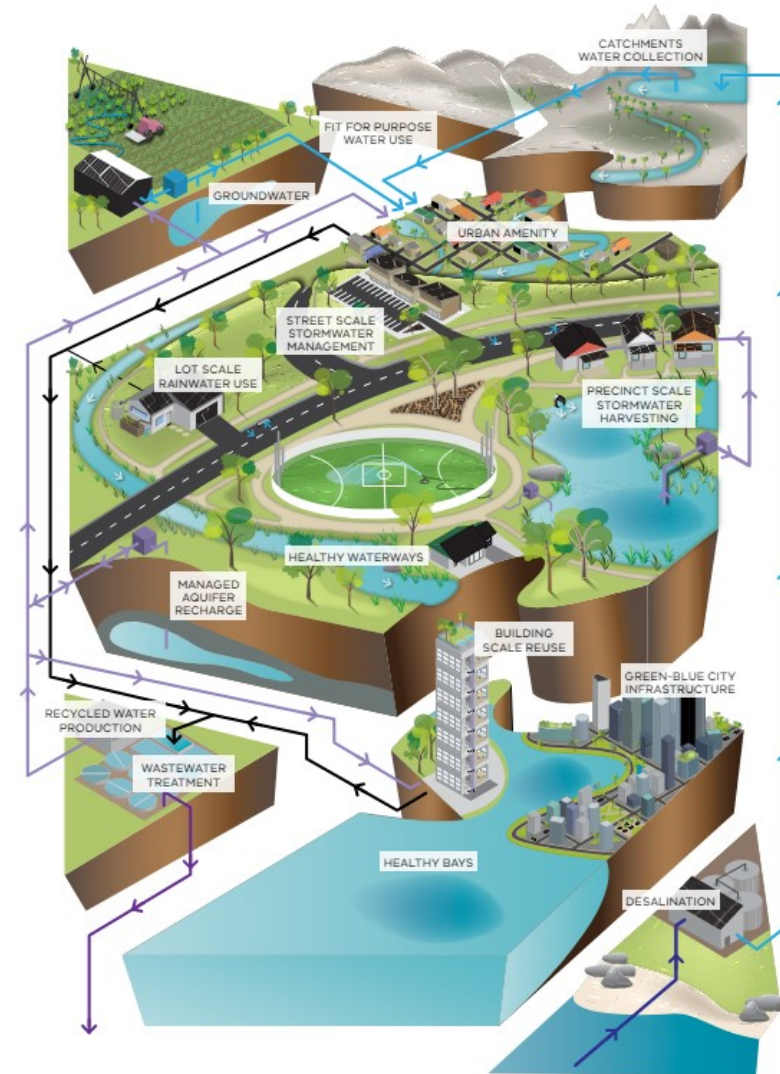 CATCHMENTS
WATER COLLECTION
FIT FOR PURPOSE
WATER USE
GROUNDWATER
URBAN AMENITY
STREET SCALE
STORMWATER
MANAGEMENT
LOT SCALE
RAINWATER USE
PRECINCT SCALE
STORMWATER
HARVESTING
HEALTHY WATERWAYS
MANAGED
AQUIFER
RECHARGE
BUILDING
SCALE REUSE
GREEN-BLUE CITY
INFRASTRUCTURE
RECYCLED WATER
PRODUCTION
WASTEWATER
TREATMENT
HEALTHY BAYS
DESALINATION